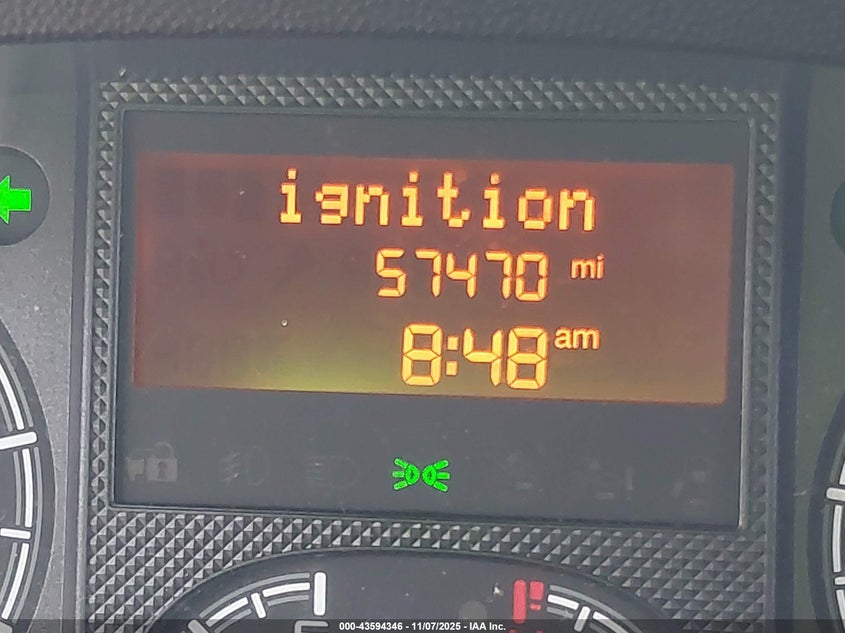 ignition
57470 mi
8:48 am
000-43594346 - 11/07/2025 - IAA Inc.